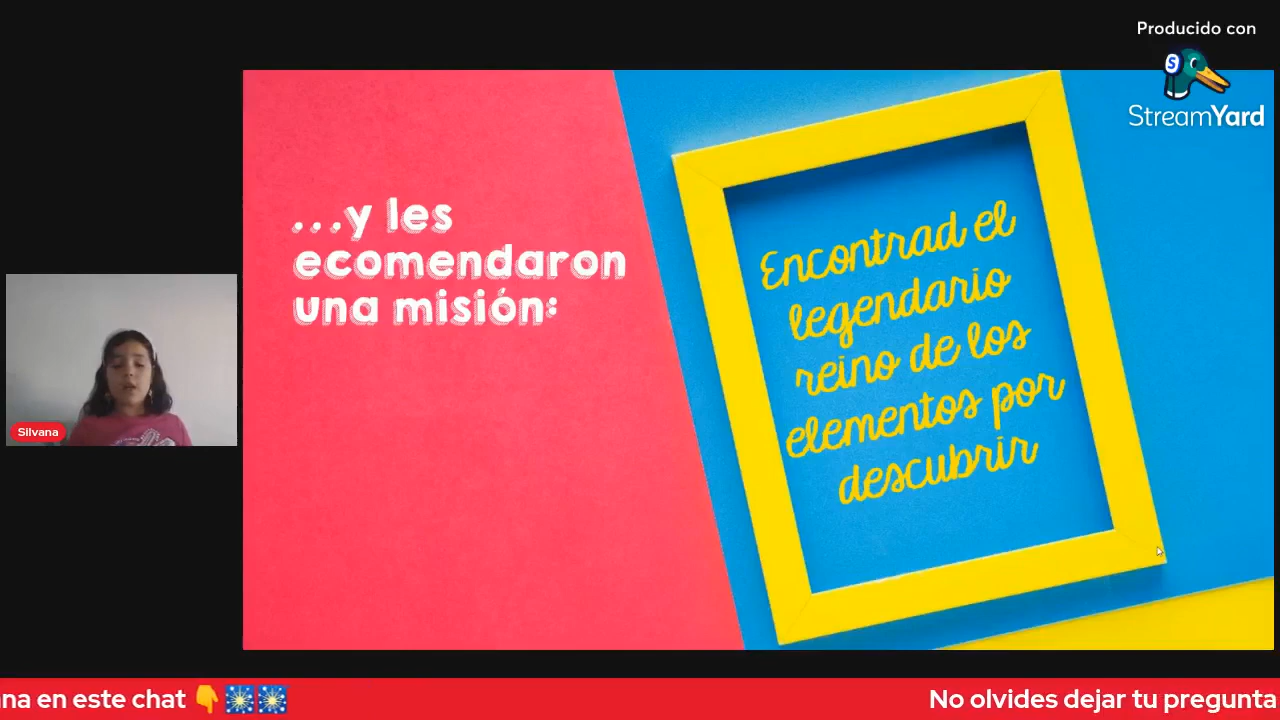 Producido con
S
StreamYard
...y les
ecomendaron
una misión:
Encontrad el
legendario
reino de los
elementos por
descubrir
Silvana
na en este chat 👇🎇🎇
No olvides dejar tu pregunta